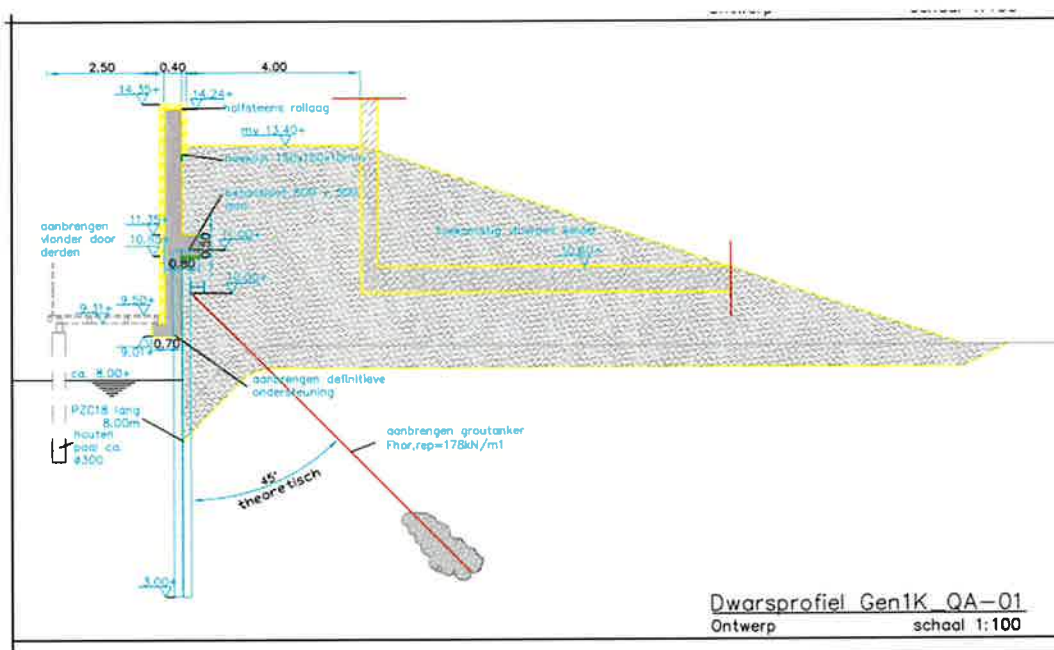 2.50 0.40 4.00
14.35+ 14.24+
halfsteens rollaag
mv 13.40+
11.35+
11.00+
0.50
0.80
aanbrengen
vlonder door
derden
10.60+
10.00+
9.50+
9.31+
0.70
9.01+
ca. 8.00+
aanbrengen definitieve
ondersteuning
PZC18 lang
8.00m
houten
paal ca.
ø300
aanbrengen groutanker
Fhor,rep=178kN/m1
45°
theoretisch
3.00+
Dwarsprofiel Gen1K_QA-01
Ontwerp schaal 1:100